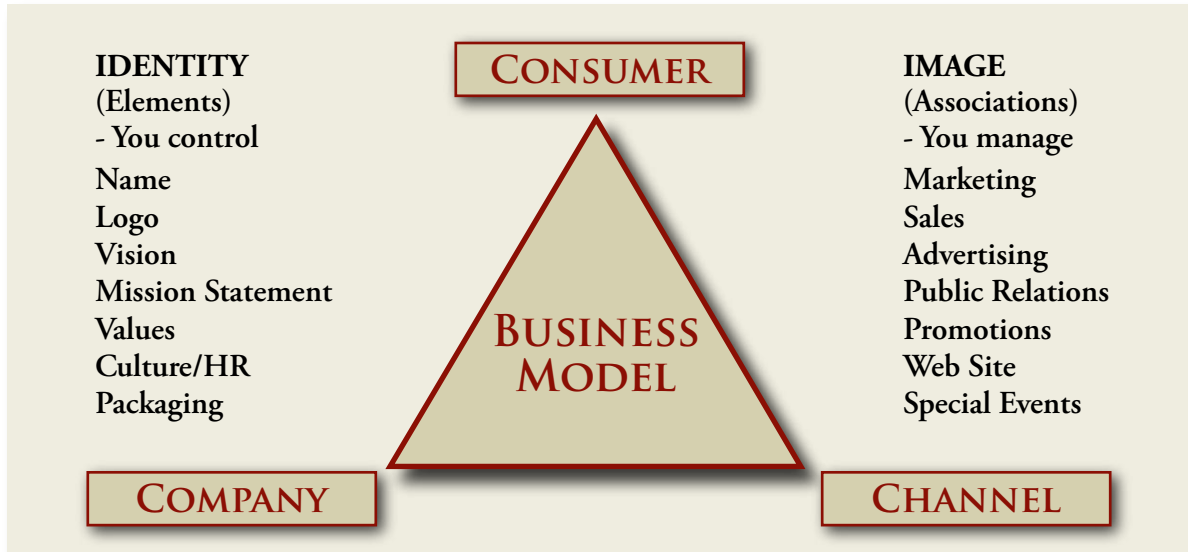 CONSUMER
IDENTITY
(Elements)
- You control
Name
Logo
Vision
Mission Statement
Values
Culture/HR
Packaging
IMAGE
(Associations)
- You manage
Marketing
Sales
Advertising
Public Relations
Promotions
Web Site
Special Events
BUSINESS
MODEL
COMPANY
CHANNEL